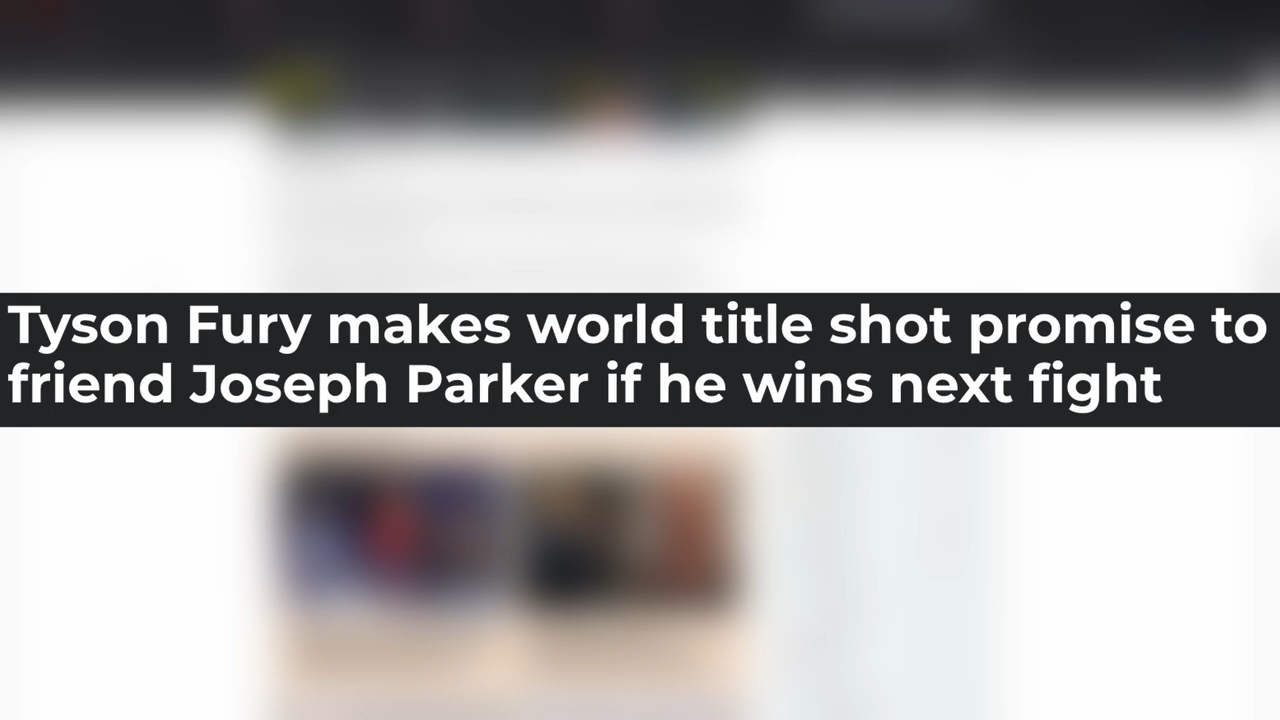 Tyson Fury makes world title shot promise to
friend Joseph Parker if he wins next fight